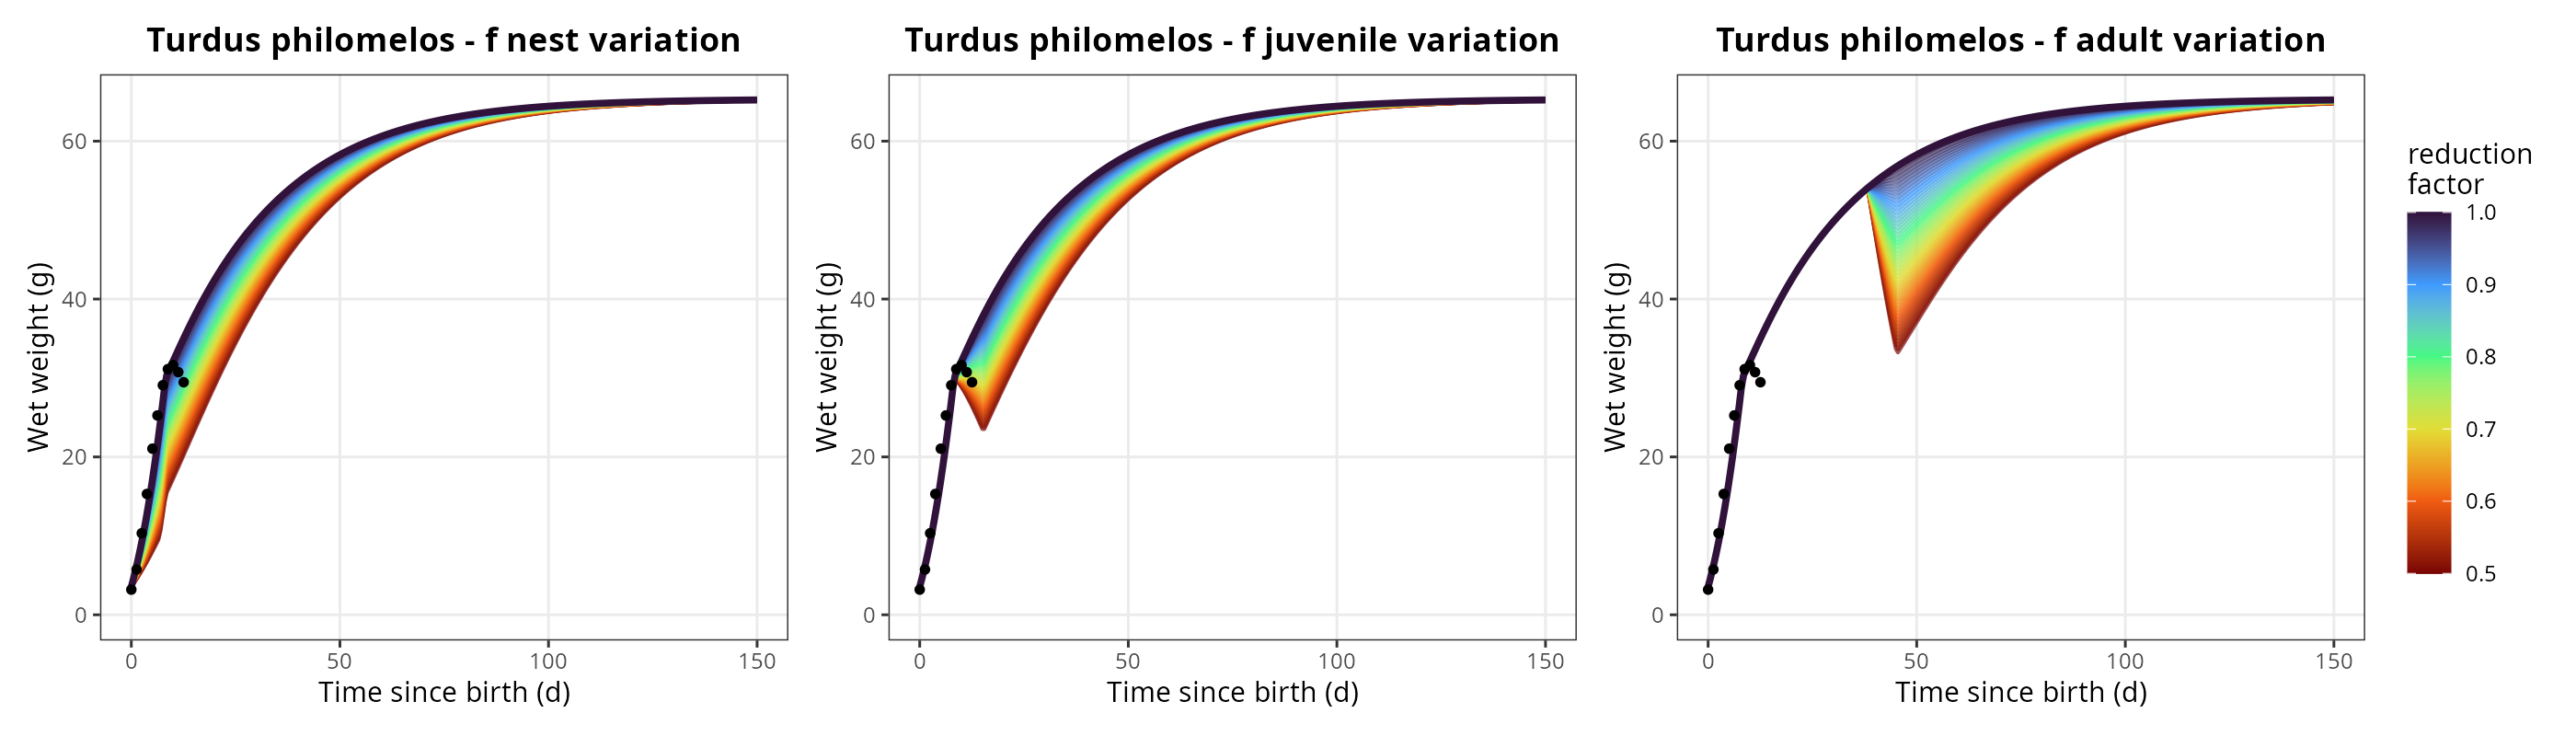 Turdus philomelos - f nest variation
Turdus philomelos - f juvenile variation
Turdus philomelos - f adult variation
Wet weight (g)
60
40
20
0
0 50 100 150
Time since birth (d)
Wet weight (g)
60
40
20
0
0 50 100 150
Time since birth (d)
Wet weight (g)
60
40
20
0
0 50 100 150
Time since birth (d)
reduction
factor
1.0
0.9
0.8
0.7
0.6
0.5